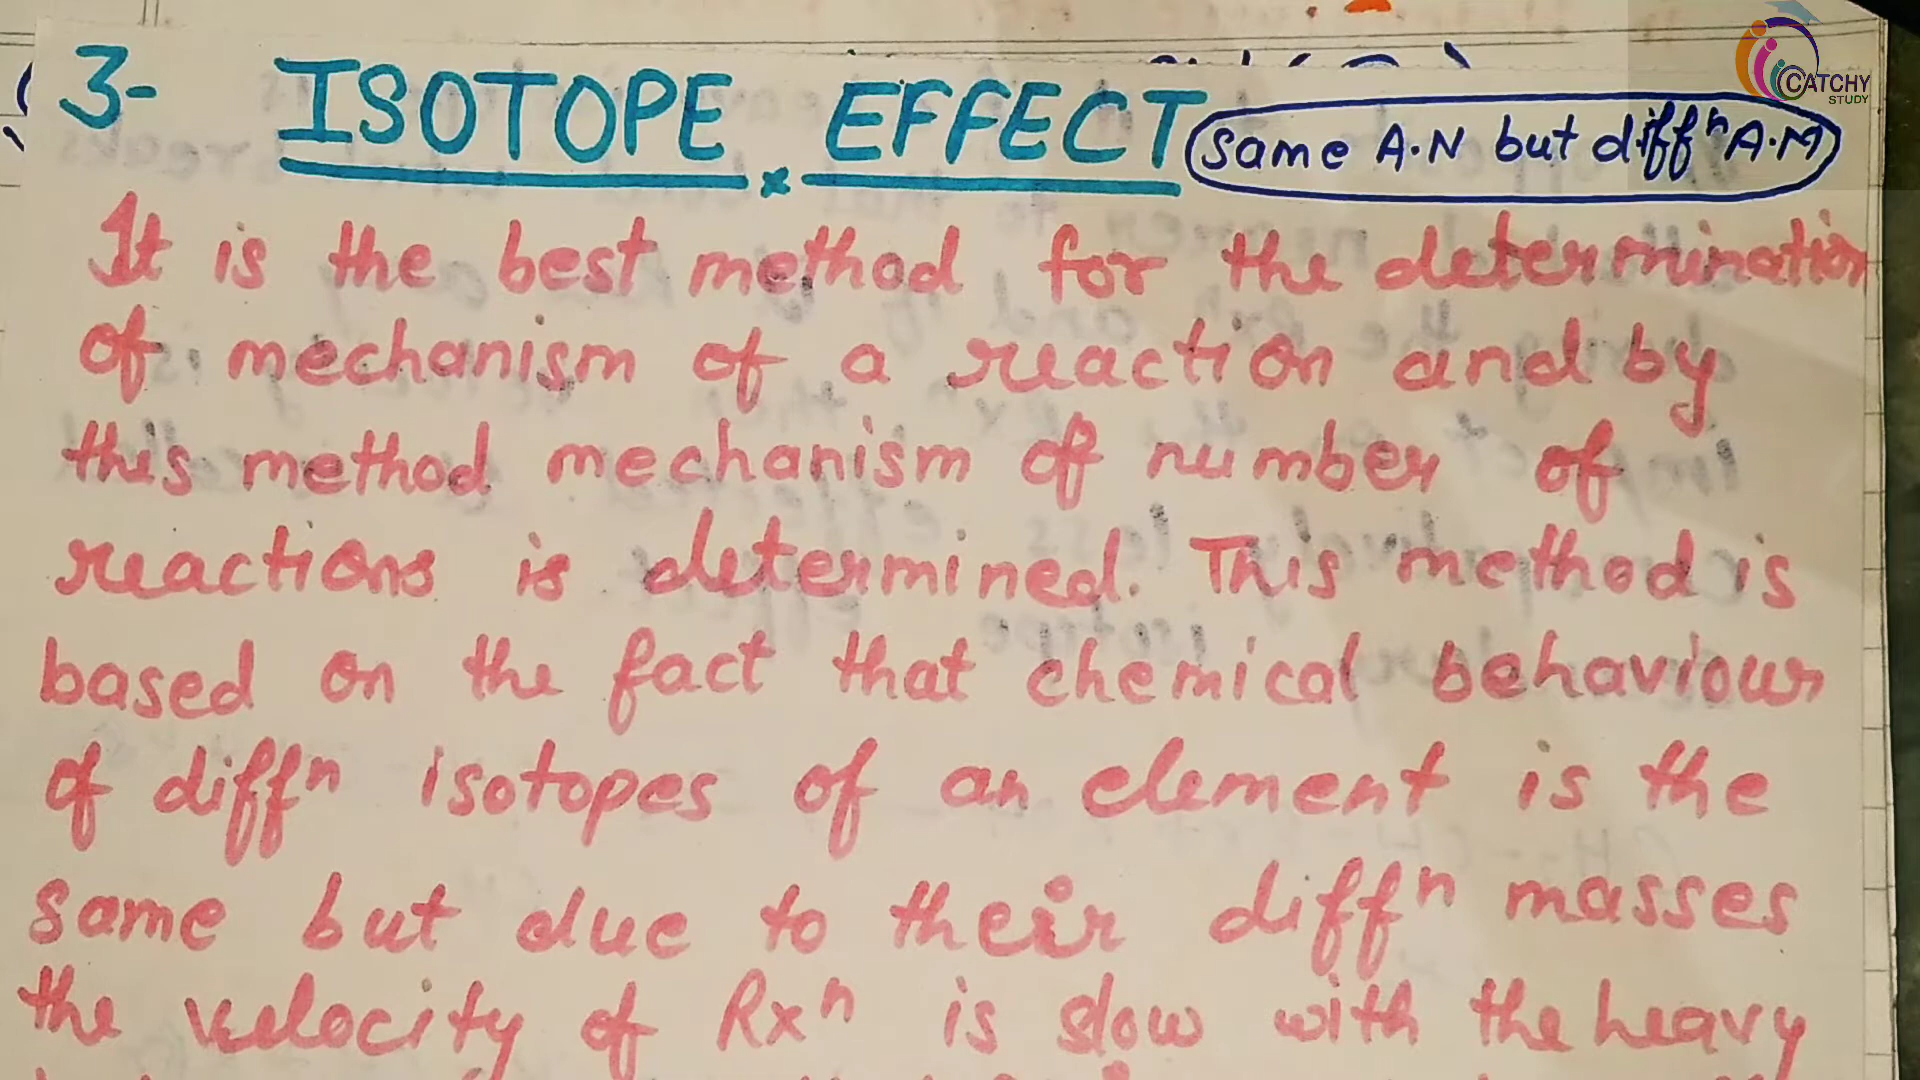 CATCHY
STUDY
3- ISOTOPE EFFECT
Same A.N but diffⁿ A.M
It is the best method for the determination
of mechanism of a reaction and by
this method mechanism of number of
reactions is determined. This method is
based on the fact that chemical behaviour
of diffⁿ isotopes of an element is the
same but due to their diffⁿ masses
the velocity of Rxⁿ is slow with the heavy